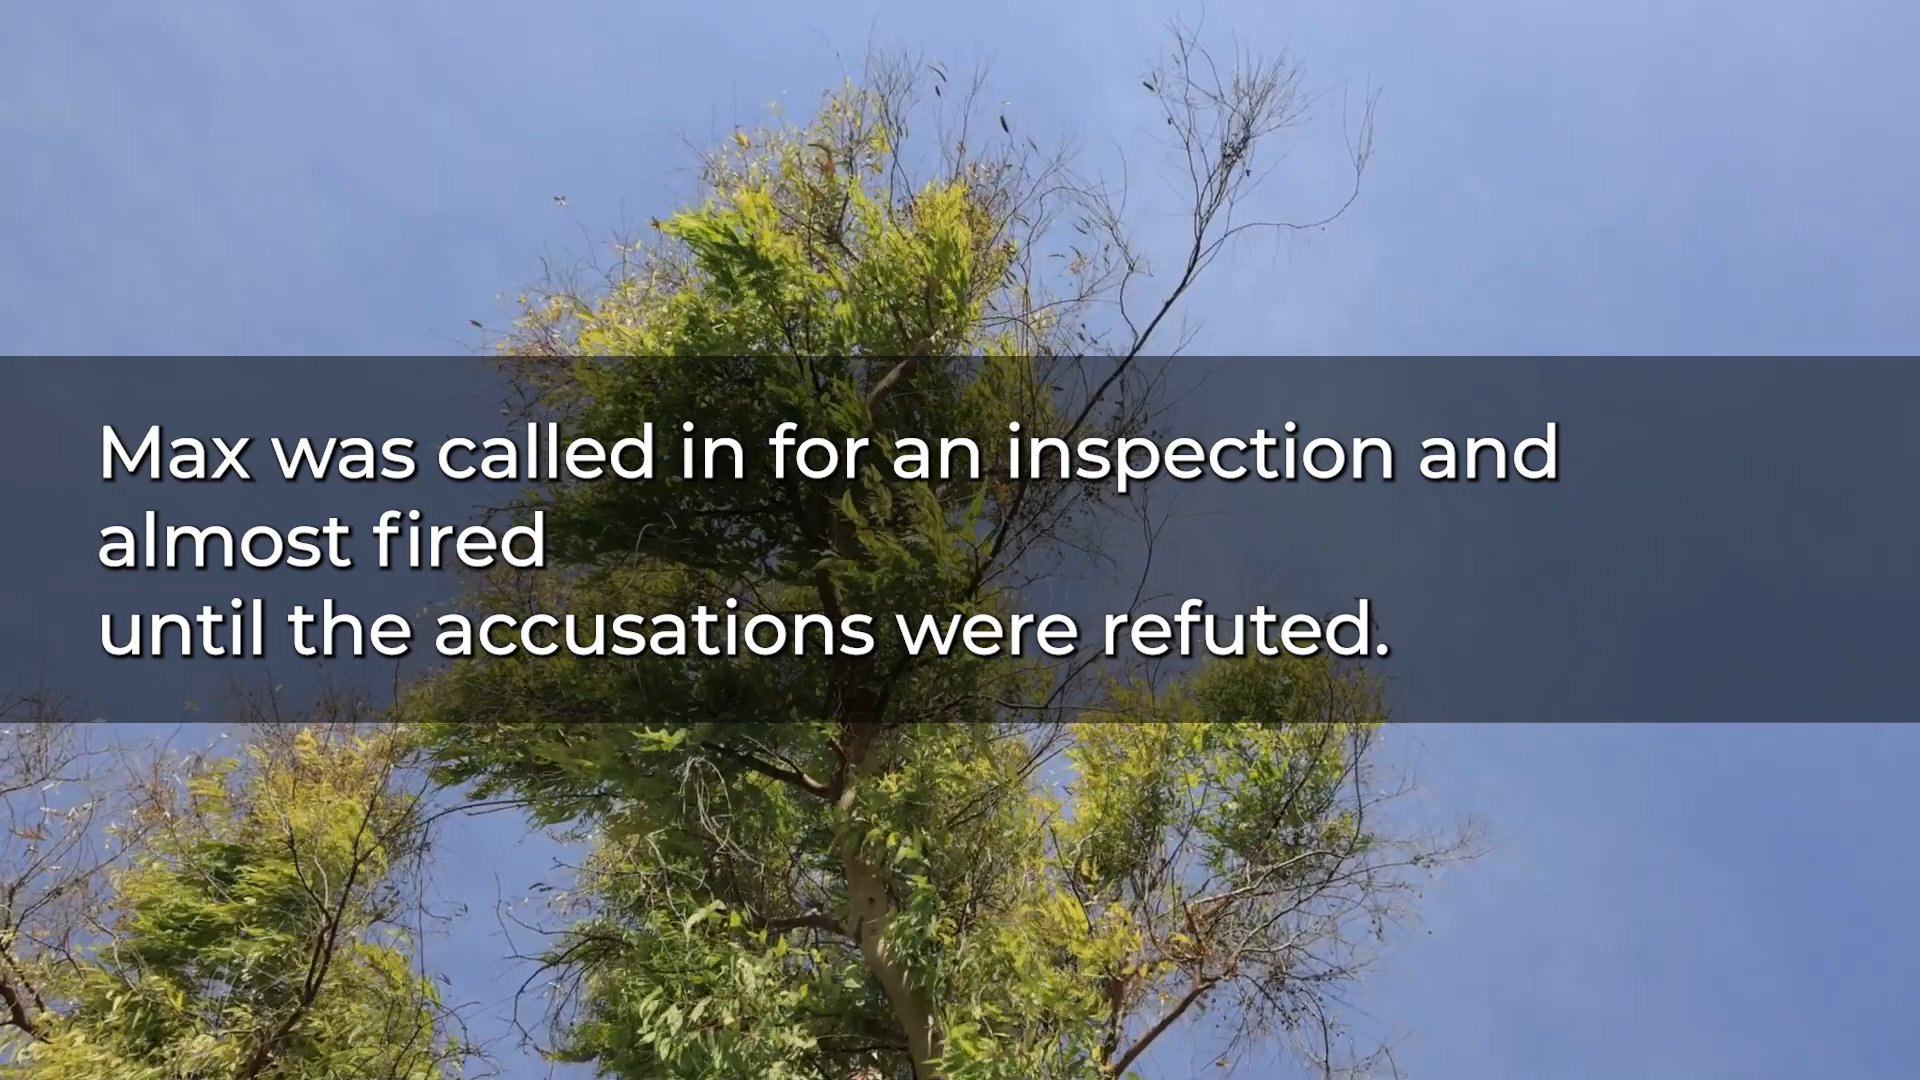 Max was called in for an inspection and
almost fired
until the accusations were refuted.